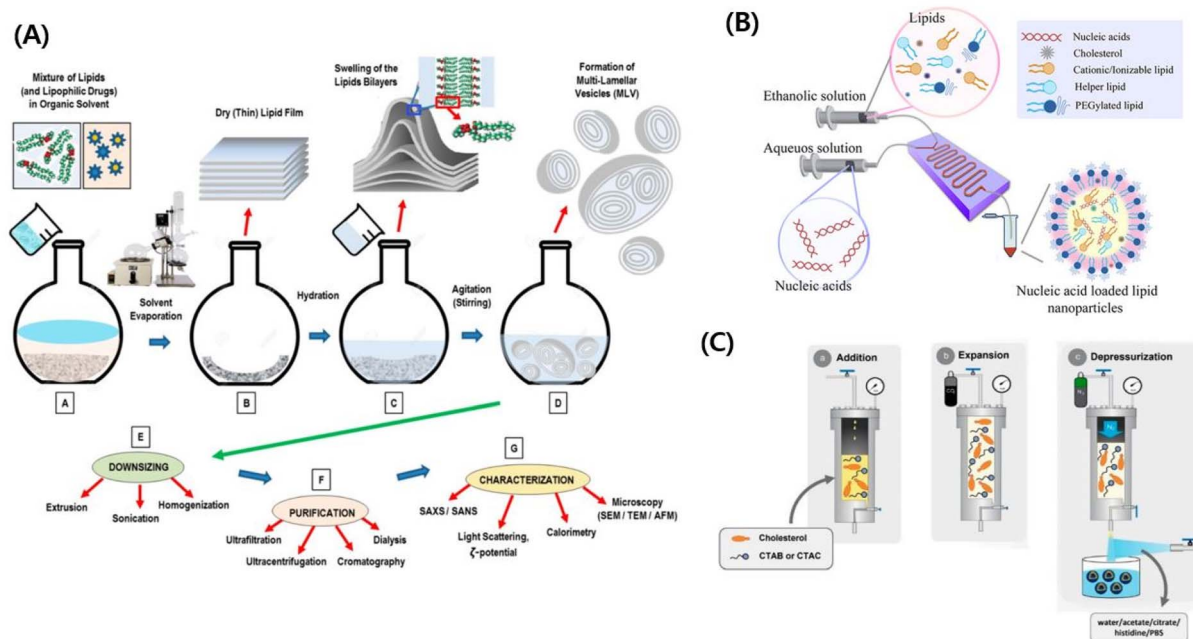 (A)
Mixture of Lipids
(and Lipophilic Drugs)
in Organic Solvent
Dry (Thin) Lipid Film
Swelling of the
Lipids Bilayers
Formation of
Multi-Lamellar
Vesicles (MLV)
Solvent
Evaporation
Hydration
Agitation
(Stirring)
A
B
C
D
E
DOWNSIZING
Extrusion
Sonication
Homogenization
F
PURIFICATION
Ultrafiltration
Ultracentrifugation
Cromatography
Dialysis
G
CHARACTERIZATION
SAXS / SANS
Light Scattering,
ζ-potential
Calorimetry
Microscopy
(SEM / TEM / AFM)
(B)
Lipids
Ethanolic solution
Aqueuos solution
Nucleic acids
Nucleic acids
Cholesterol
Cationic/Ionizable lipid
Helper lipid
PEGylated lipid
Nucleic acid loaded lipid
nanoparticles
(C)
a Addition
Cholesterol
CTAB or CTAC
b Expansion
CO₂
c Depressurization
N₂
N₂
water/acetate/citrate/
histidine/PBS